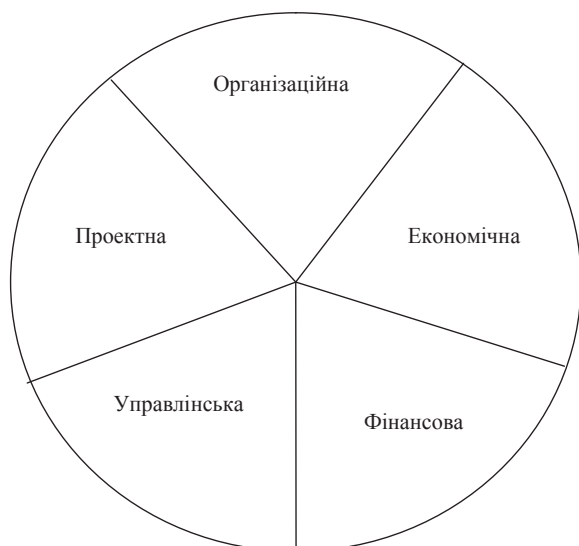 Організаційна
Проектна
Економічна
Управлінська
Фінансова